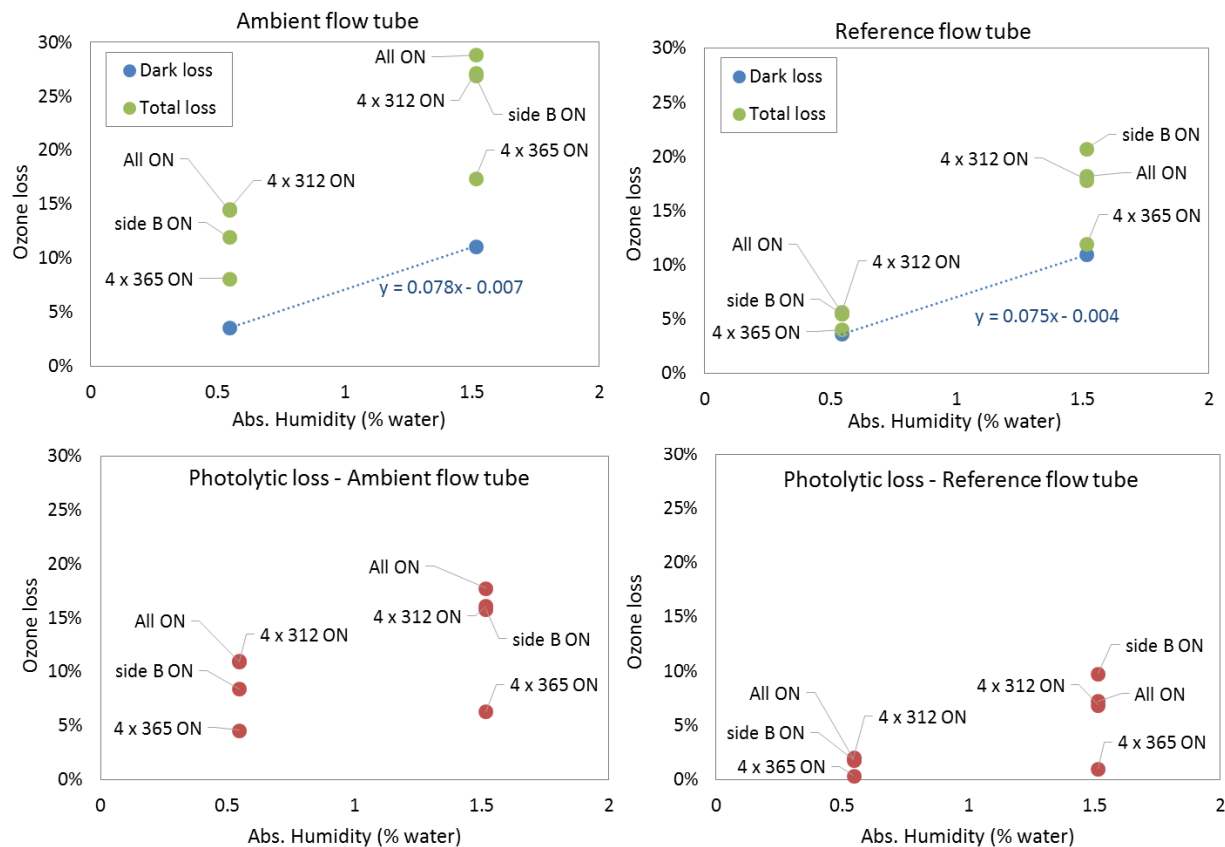 Ambient flow tube
30%
25%
20%
15%
10%
5%
0%
Ozone loss
Dark loss
Total loss
All ON
4 x 312 ON
side B ON
4 x 365 ON
All ON
4 x 312 ON
side B ON
4 x 365 ON
y = 0.078x - 0.007
0
0.5
1
1.5
2
Abs. Humidity (% water)
Reference flow tube
30%
25%
20%
15%
10%
5%
0%
Ozone loss
Dark loss
Total loss
side B ON
4 x 312 ON
All ON
4 x 365 ON
All ON
4 x 312 ON
side B ON
4 x 365 ON
y = 0.075x - 0.004
0
0.5
1
1.5
2
Abs. Humidity (% water)
Photolytic loss - Ambient flow tube
30%
25%
20%
15%
10%
5%
0%
Ozone loss
All ON
4 x 312 ON
side B ON
All ON
4 x 312 ON
side B ON
4 x 365 ON
4 x 365 ON
0
0.5
1
1.5
2
Abs. Humidity (% water)
Photolytic loss - Reference flow tube
30%
25%
20%
15%
10%
5%
0%
Ozone loss
side B ON
4 x 312 ON
All ON
4 x 365 ON
All ON
4 x 312 ON
side B ON
4 x 365 ON
0
0.5
1
1.5
2
Abs. Humidity (% water)